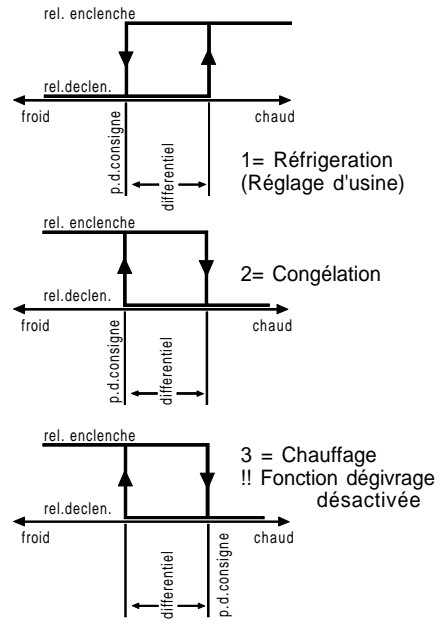 rel. enclenche
rel.declen.
froid
chaud
p.d.consigne
differentiel
1= Réfrigeration
(Réglage d'usine)
rel. enclenche
2= Congélation
rel.declen.
froid
chaud
p.d.consigne
differentiel
rel. enclenche
3 = Chauffage
!! Fonction dégivrage
désactivée
rel.declen.
froid
chaud
differentiel
p.d.consigne